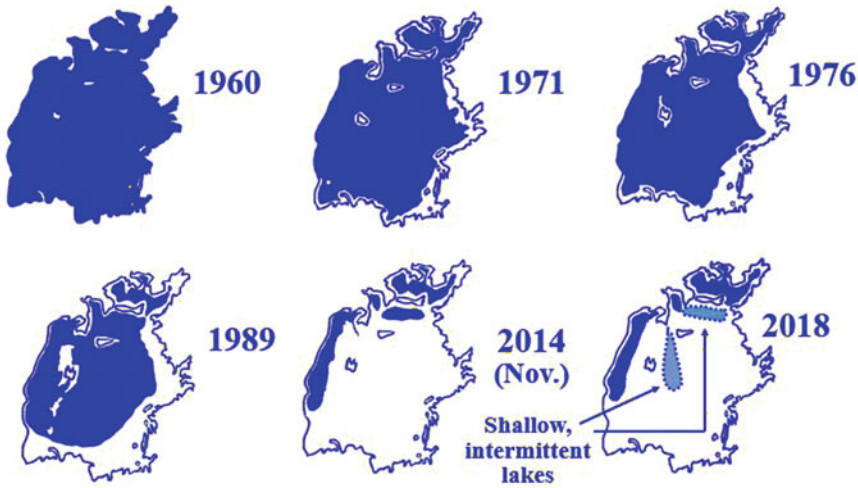 1960
1971
1976
1989
2014
(Nov.)
2018
Shallow,
intermittent
lakes